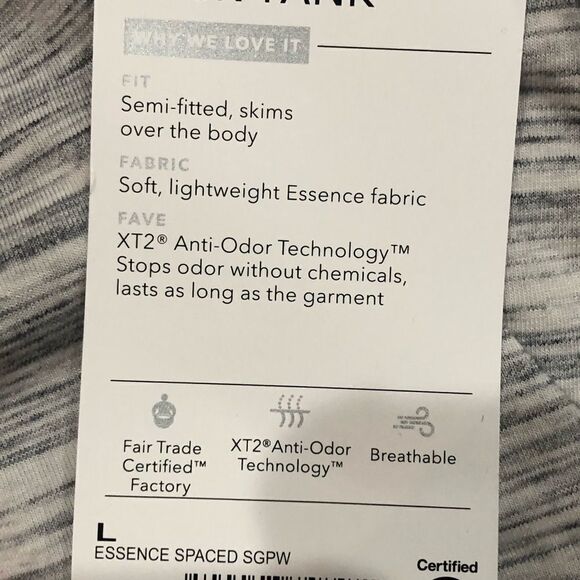 TANK
WHY WE LOVE IT
FIT
Semi-fitted, skims
over the body
FABRIC
Soft, lightweight Essence fabric
FAVE
XT2® Anti-Odor Technology™
Stops odor without chemicals,
lasts as long as the garment
Fair Trade
Certified™
Factory
XT2®Anti-Odor
Technology™
Breathable
L
ESSENCE SPACED SGPW
Certified